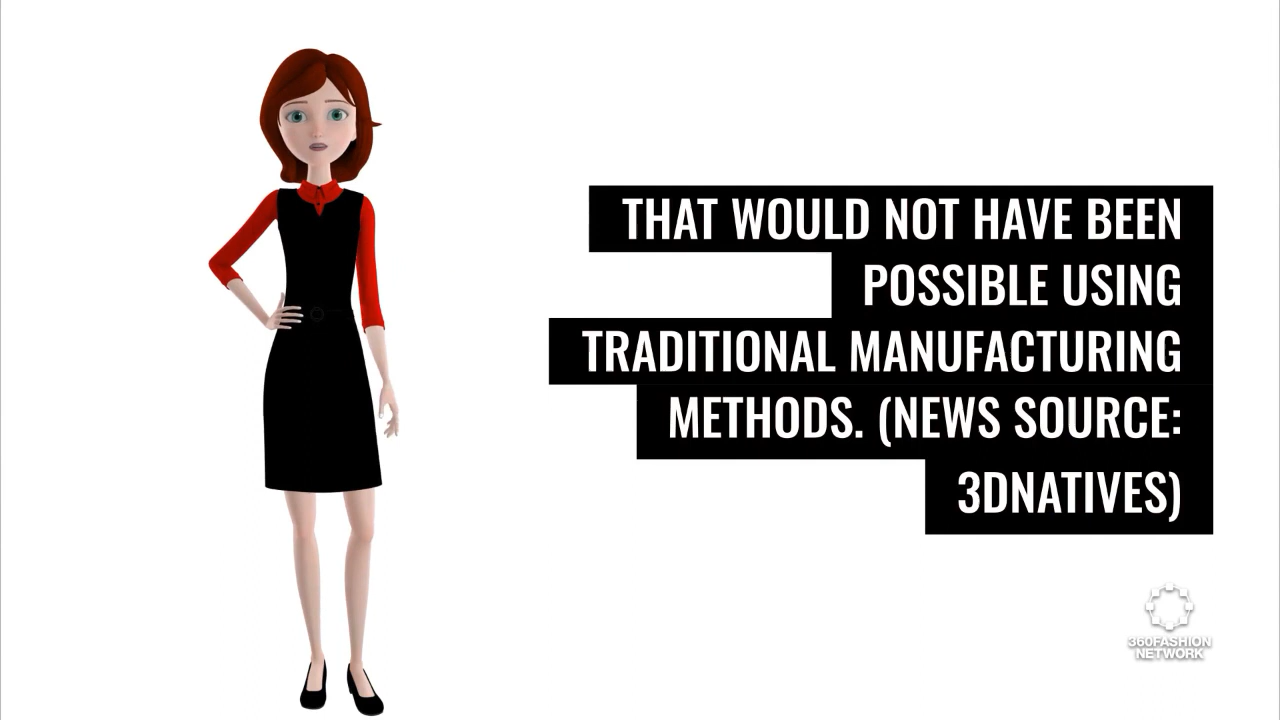 THAT WOULD NOT HAVE BEEN
POSSIBLE USING
TRADITIONAL MANUFACTURING
METHODS. (NEWS SOURCE:
3DNATIVES)
360FASHION
NETWORK